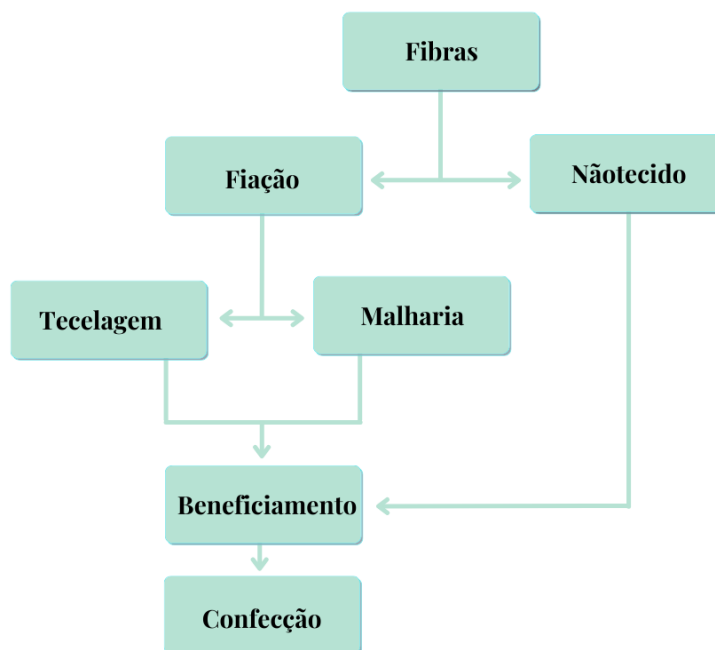 Fibras
Fiação
Nãotecido
Tecelagem
Malharia
Beneficiamento
Confecção